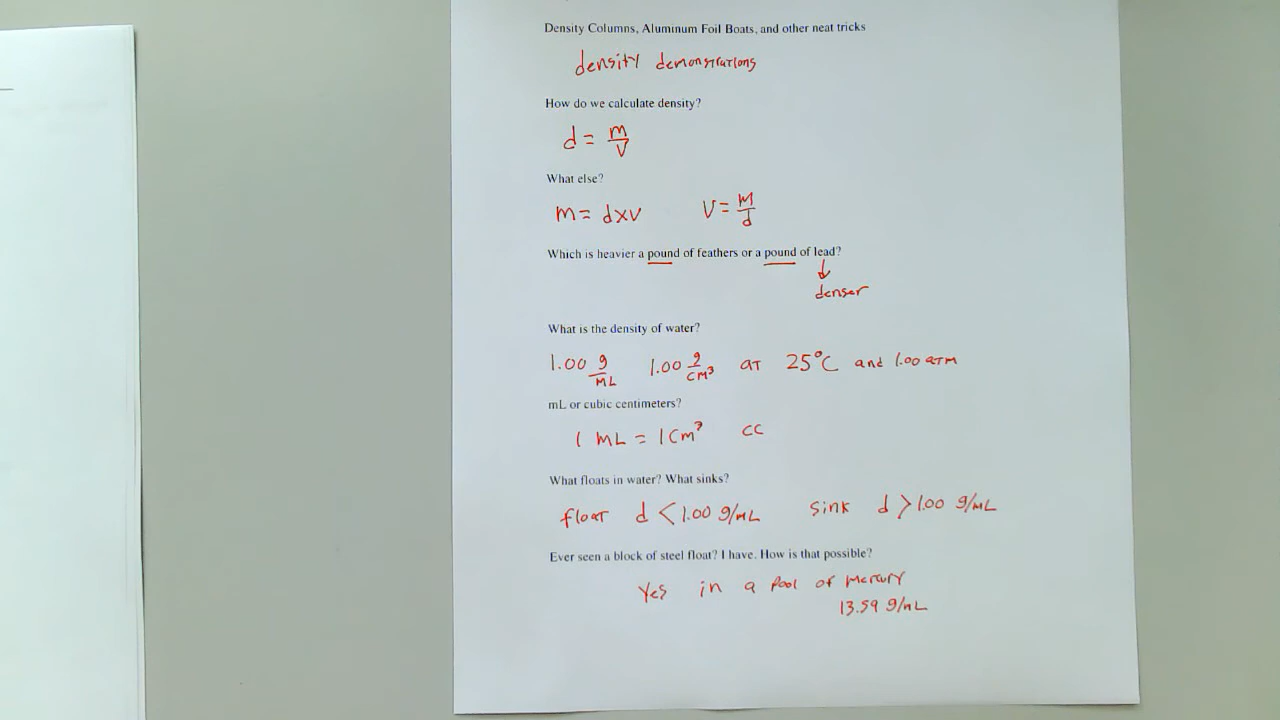 Density Columns, Aluminum Foil Boats, and other neat tricks
density demonstrations
How do we calculate density?
d = m/V
What else?
m = dxv V = m/d
Which is heavier a pound of feathers or a pound of lead?
↓
denser
What is the density of water?
1.00 g/mL 1.00 g/cm³ at 25°C and 1.00 atm
mL or cubic centimeters?
1 mL = 1cm³ cc
What floats in water? What sinks?
float d < 1.00 g/mL sink d > 1.00 g/mL
Ever seen a block of steel float? I have. How is that possible?
Yes in a pool of mercury
13.59 g/mL